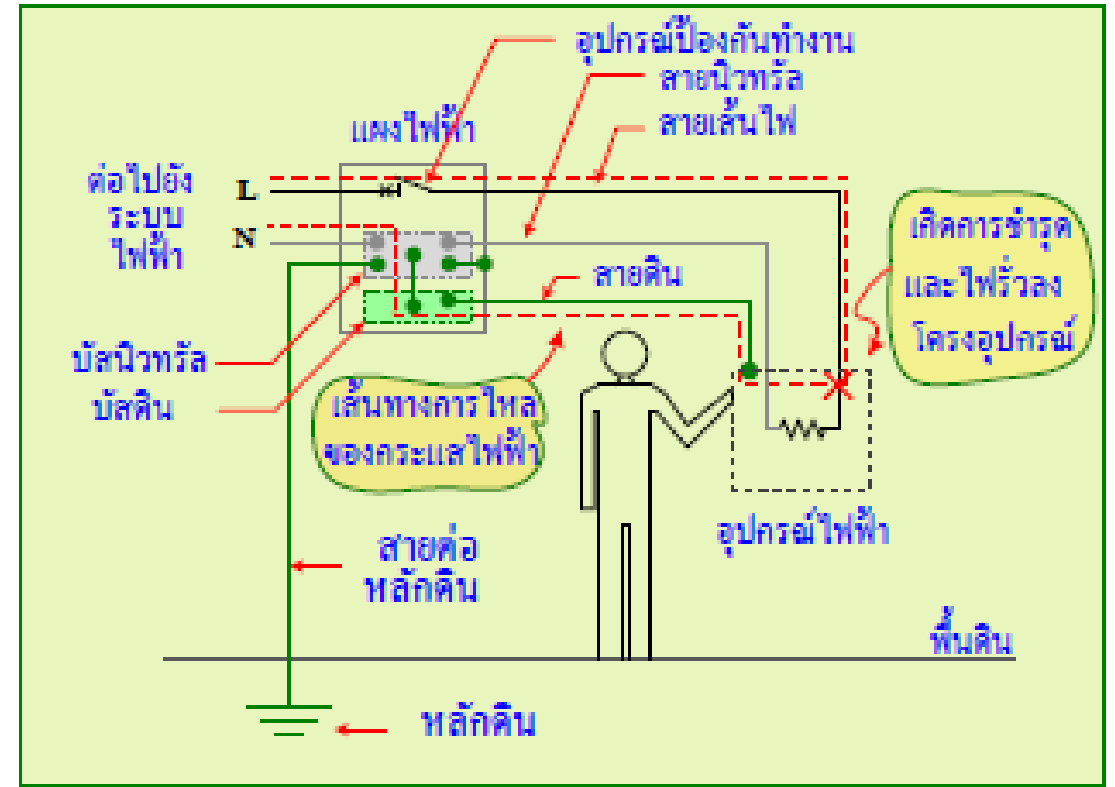 อุปกรณ์ป้องกันทำงาน
สายนิวทรัล
สายเส้นไฟ
แผงไฟฟ้า
ต่อไปยัง
ระบบ
ไฟฟ้า
L
N
เกิดการชำรุด
และไฟรั่วลง
โครงอุปกรณ์
สายดิน
บัสนิวทรัล
บัสดิน
เส้นทางการไหล
ของกระแสไฟฟ้า
อุปกรณ์ไฟฟ้า
สายต่อ
หลักดิน
พื้นดิน
หลักดิน